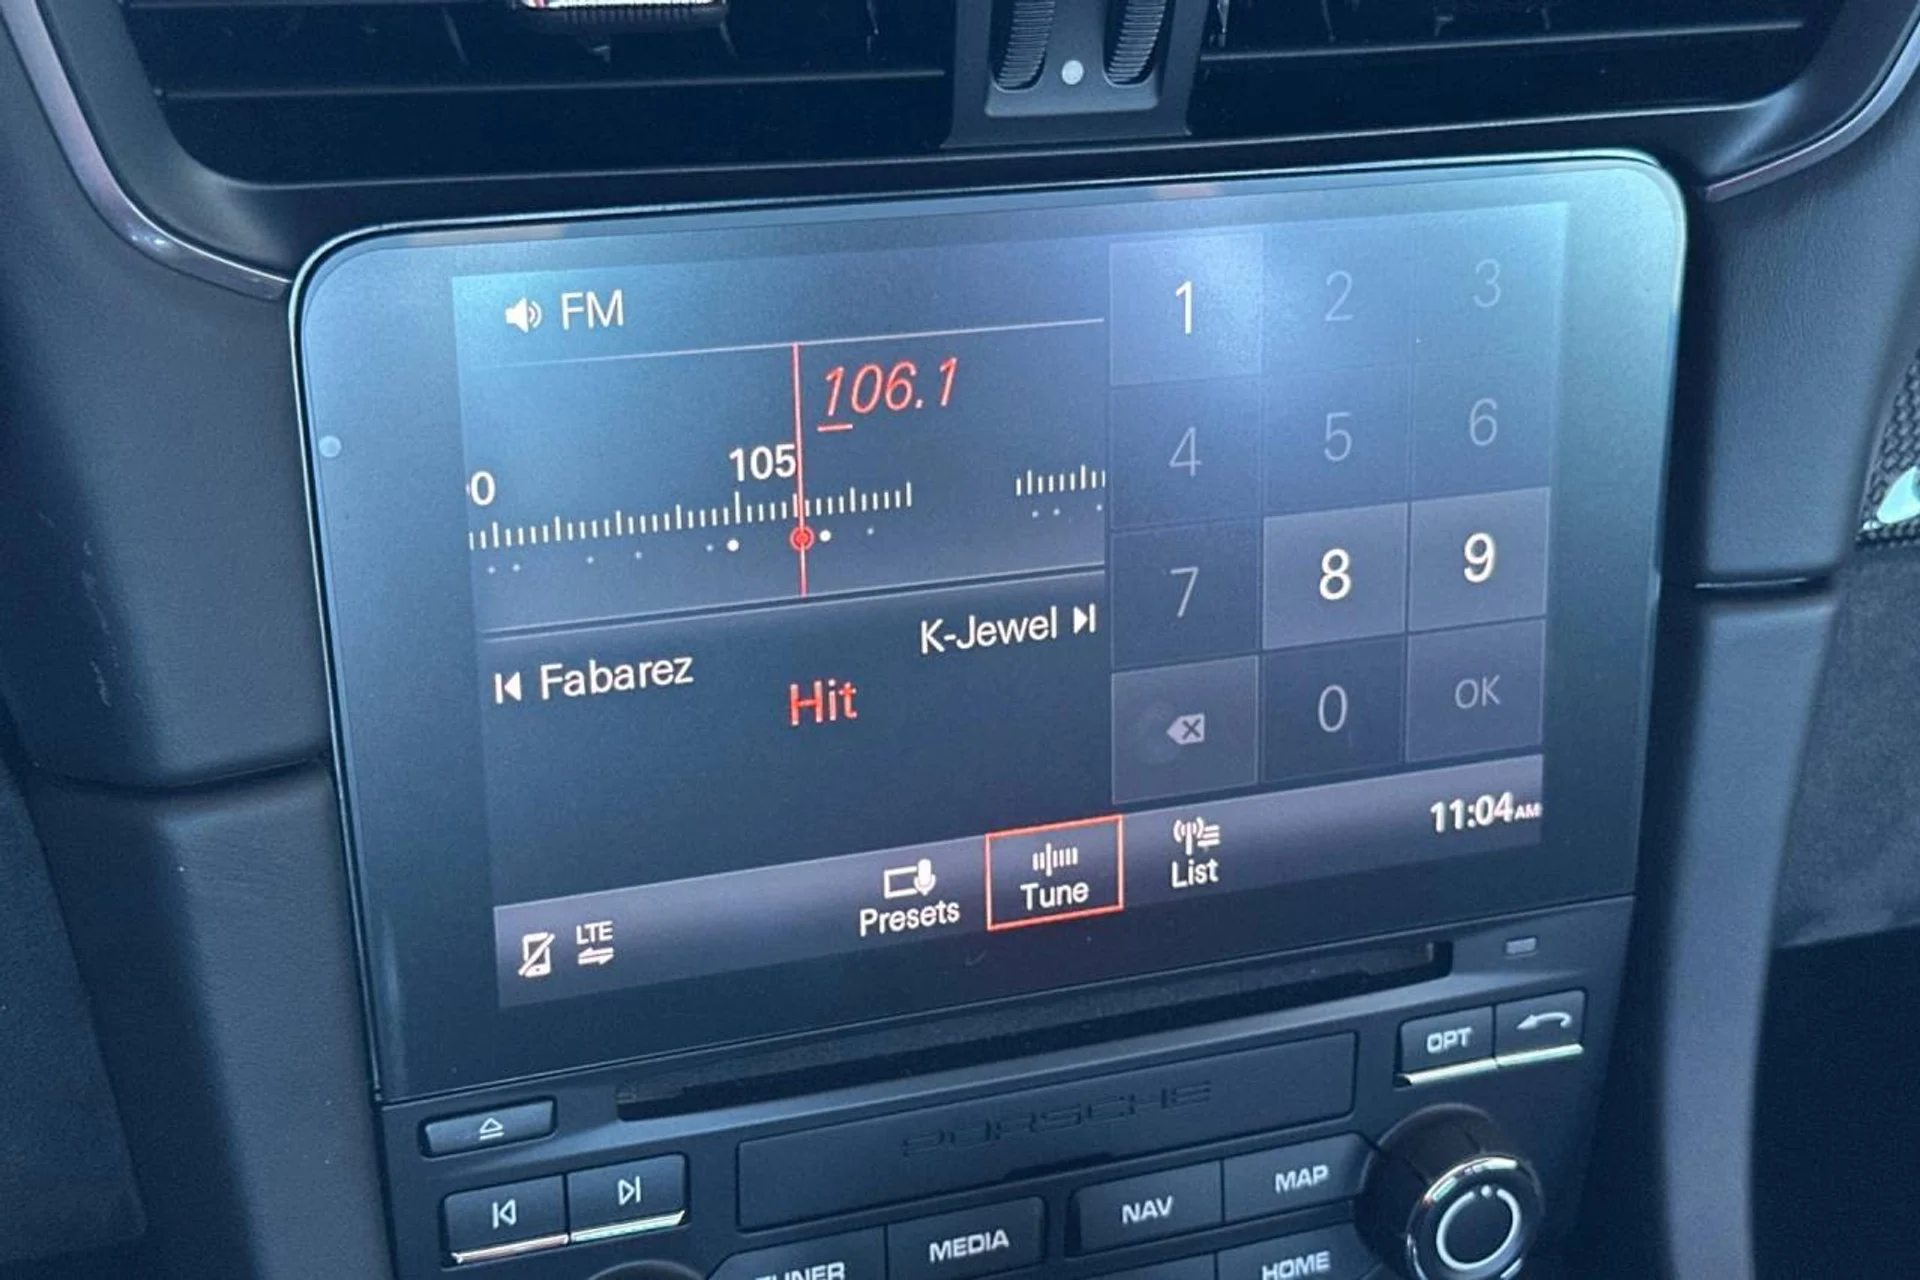 FM
106.1
105
0
Fabarez
K-Jewel
Hit
1 2 3
4 5 6
7 8 9
0 OK
LTE
Presets
Tune
List
11:04AM
OPT
PORSCHE
MEDIA
NAV
MAP
TUNER
HOME